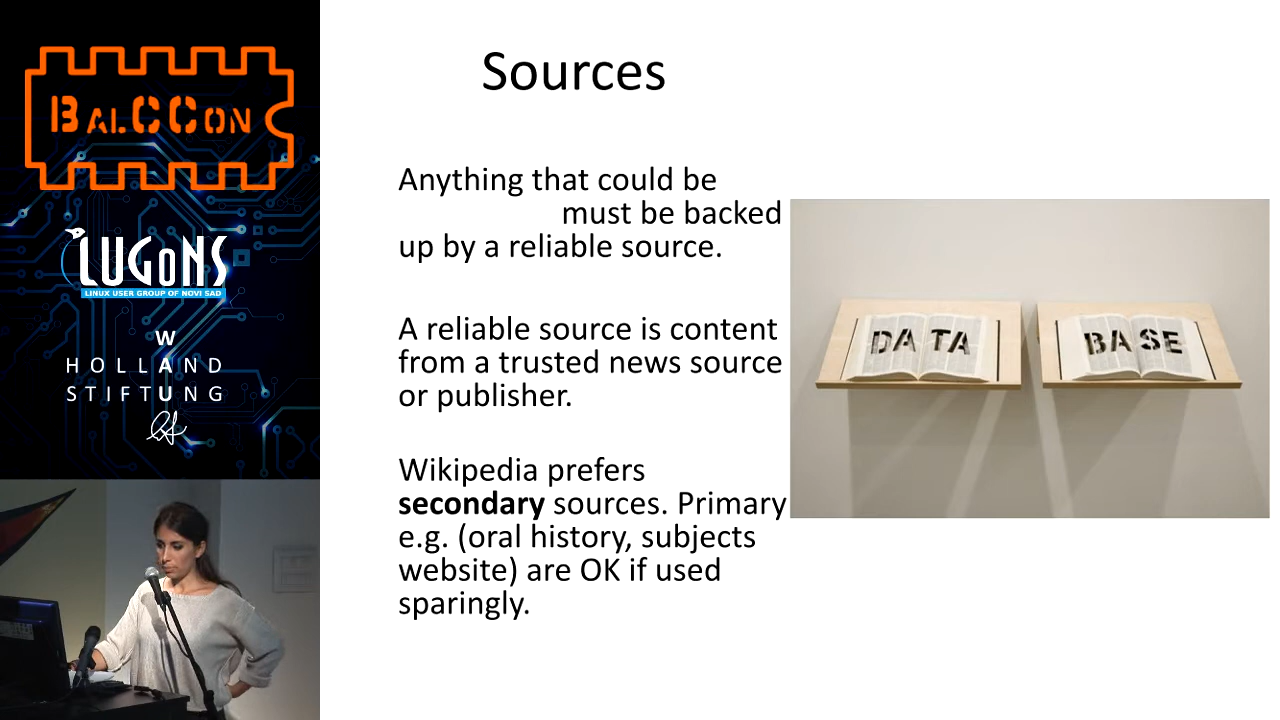 BALCCON
LUGONS
LINUX USER GROUP OF NOVI SAD
W
HOLLAND
STIFTUNG
Sources
Anything that could be
must be backed
up by a reliable source.
A reliable source is content
from a trusted news source
or publisher.
Wikipedia prefers
secondary sources. Primary
e.g. (oral history, subjects
website) are OK if used
sparingly.
DATA BASE